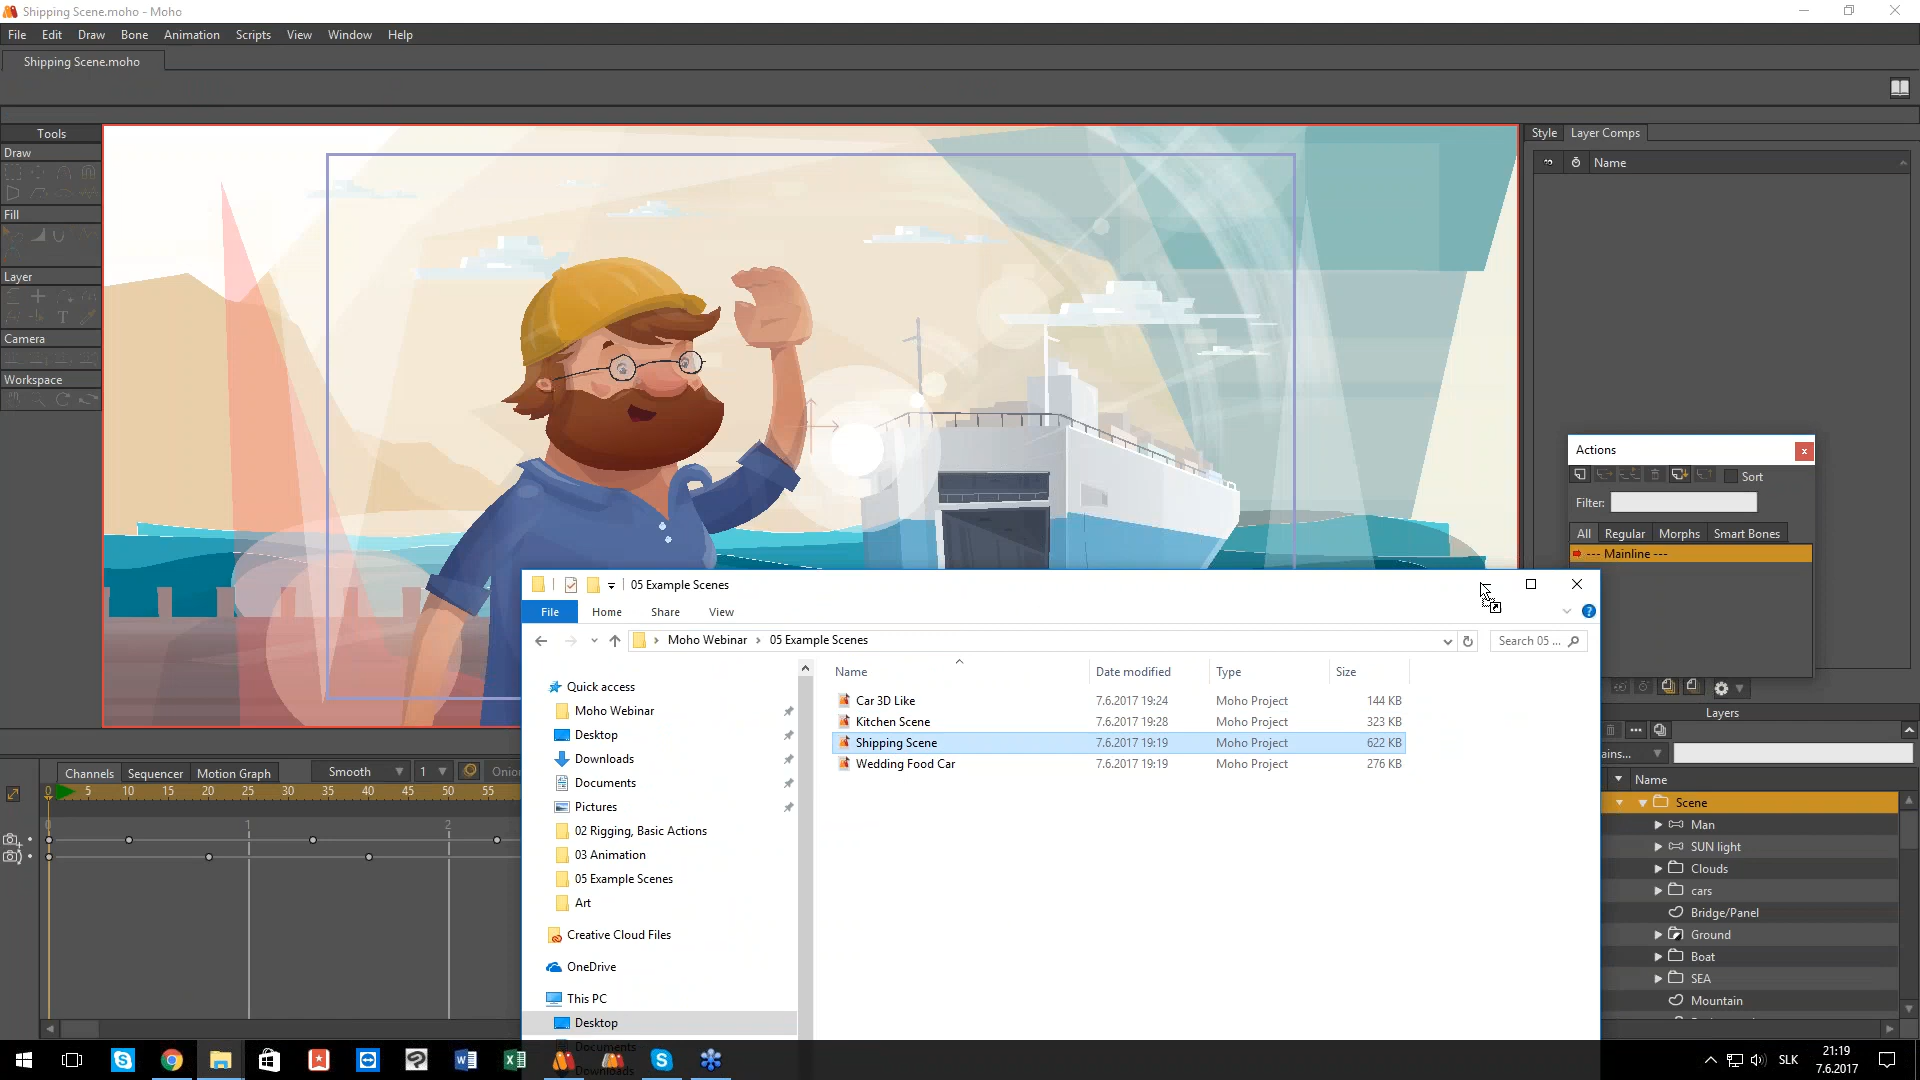 Shipping Scene.moho - Moho
File Edit Draw Bone Animation Scripts View Window Help
Shipping Scene.moho
Tools
Draw
Fill
Layer
T
Camera
Workspace
Style Layer Comps
Name
Actions
Sort
Filter:
All Regular Morphs Smart Bones
--- Mainline ---
05 Example Scenes
File Home Share View
Moho Webinar 05 Example Scenes
Search 05 ...
Name Date modified Type Size
Quick access
Moho Webinar
Desktop
Downloads
Documents
Pictures
02 Rigging, Basic Actions
03 Animation
05 Example Scenes
Art
Creative Cloud Files
OneDrive
This PC
Desktop
Documents
Downloads
Car 3D Like 7.6.2017 19:24 Moho Project 144 KB
Kitchen Scene 7.6.2017 19:28 Moho Project 323 KB
Shipping Scene 7.6.2017 19:19 Moho Project 622 KB
Wedding Food Car 7.6.2017 19:19 Moho Project 276 KB
Channels Sequencer Motion Graph Smooth 1 Onio
0 5 10 15 20 25 30 35 40 45 50 55
0 1 2
Layers
ains...
Name
Scene
Man
SUN light
Clouds
cars
Bridge/Panel
Ground
Boat
SEA
Mountain
SLK
21:19
7.6.2017